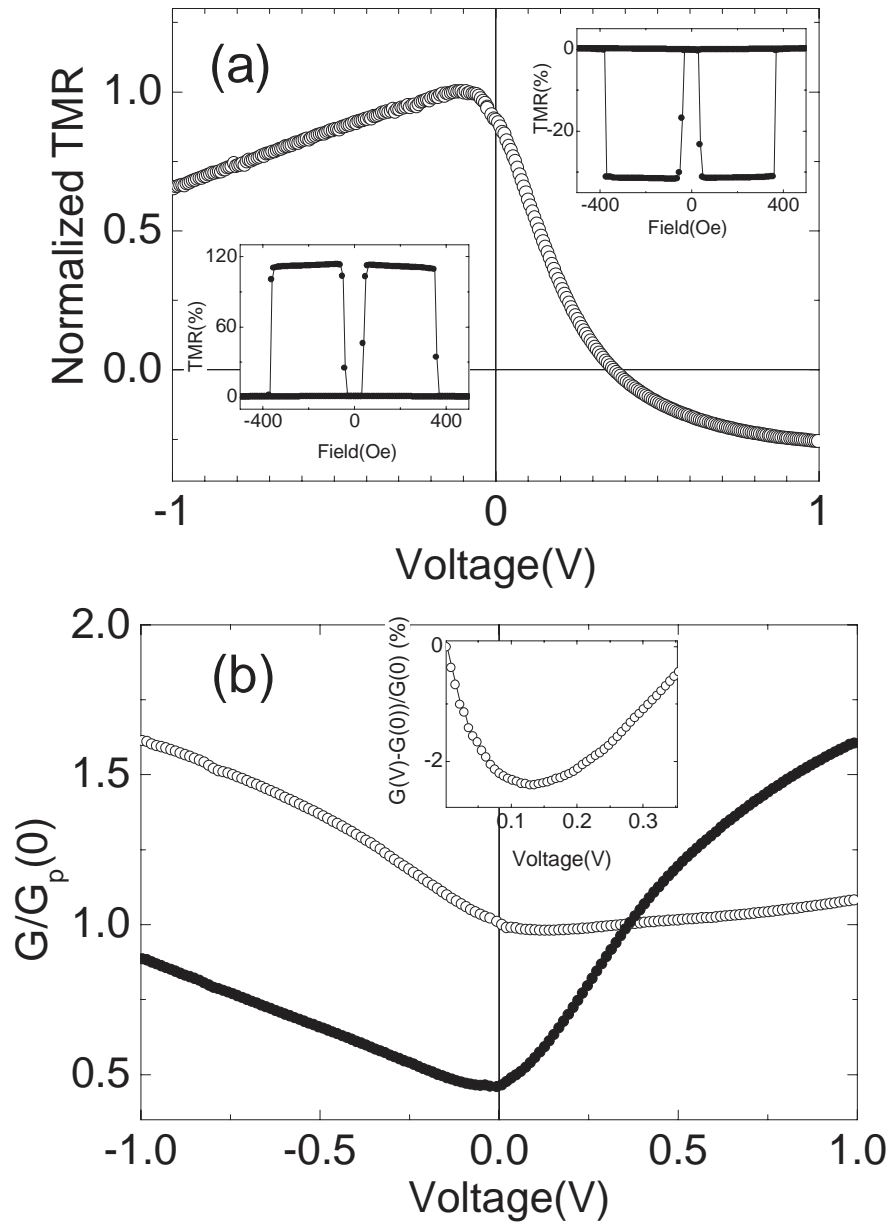 (a)
Normalized TMR
1.0
0.5
0.0
-1
0
1
Voltage(V)
TMR(%)
0
-20
-400
0
400
Field(Oe)
TMR(%)
120
60
0
-400
0
400
Field(Oe)
(b)
G/Gp(0)
2.0
1.5
1.0
0.5
-1.0
-0.5
0.0
0.5
1.0
Voltage(V)
G(V)-G(0))/G(0) (%)
0
-2
0.1
0.2
0.3
Voltage(V)